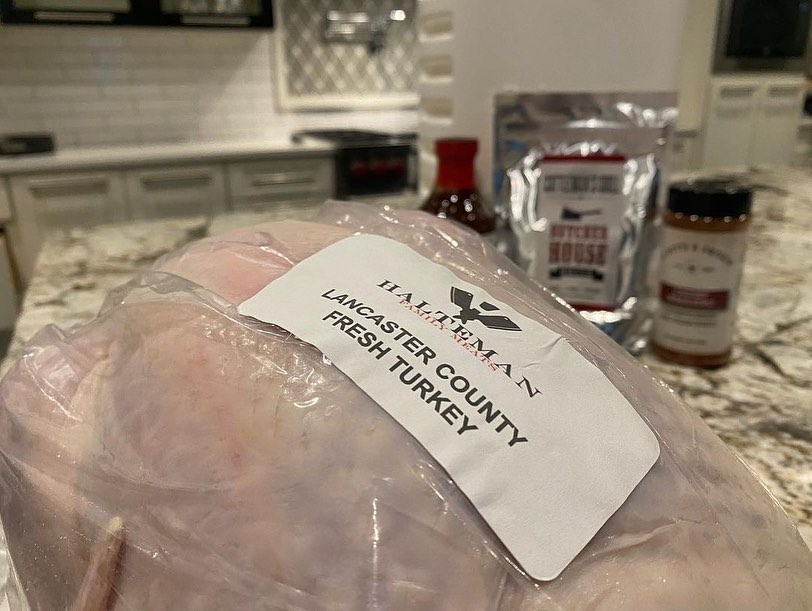 HALTEMAN
FAMILY MEATS
LANCASTER COUNTY
FRESH TURKEY
BUTCHER
HOUSE